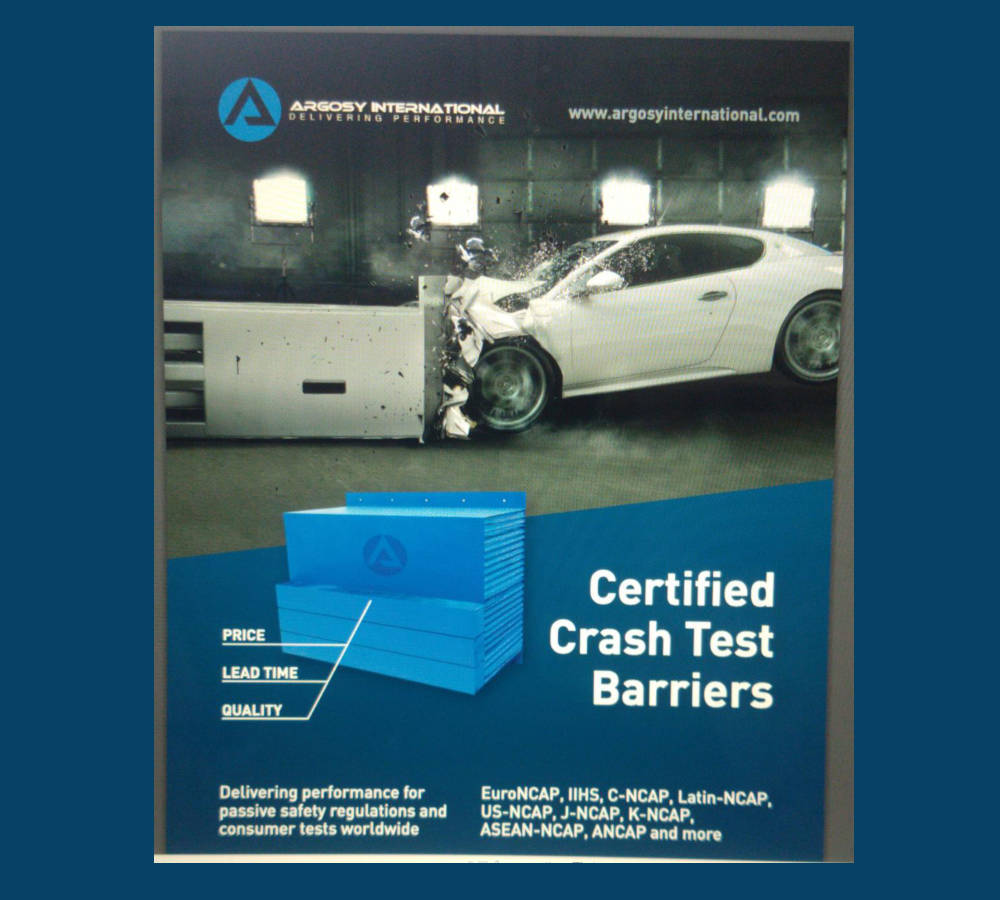 ARGOSY INTERNATIONAL
DELIVERING PERFORMANCE
www.argosyinternational.com
Certified
Crash Test
Barriers
PRICE
LEAD TIME
QUALITY
Delivering performance for
passive safety regulations and
consumer tests worldwide
EuroNCAP, IIHS, C-NCAP, Latin-NCAP,
US-NCAP, J-NCAP, K-NCAP,
ASEAN-NCAP, ANCAP and more